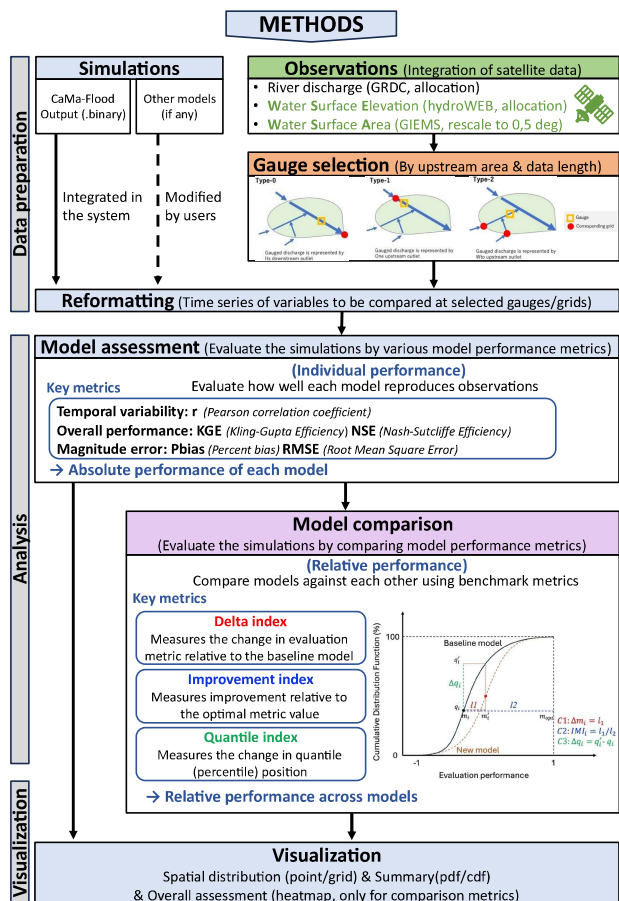 METHODS
Data preparation
Simulations
CaMa-Flood
Output (.binary)
Other models
(if any)
Integrated in
the system
Modified
by users
Observations (Integration of satellite data)
• River discharge (GRDC, allocation)
• Water Surface Elevation (hydroWEB, allocation)
• Water Surface Area (GIEMS, rescale to 0,5 deg)
Gauge selection (By upstream area & data length)
Type-0
Gauged discharge is represented by
Its downstream outlet
Type-1
Gauged discharge is represented by
One upstream outlet
Type-2
Gauged discharge is represented by
Wto upstream outlet
Gauge
Corresponding grid
Reformatting (Time series of variables to be compared at selected gauges/grids)
Analysis
Model assessment (Evaluate the simulations by various model performance metrics)
(Individual performance)
Evaluate how well each model reproduces observations
Key metrics
Temporal variability: r (Pearson correlation coefficient)
Overall performance: KGE (Kling-Gupta Efficiency) NSE (Nash-Sutcliffe Efficiency)
Magnitude error: Pbias (Percent bias) RMSE (Root Mean Square Error)
→ Absolute performance of each model
Model comparison
(Evaluate the simulations by comparing model performance metrics)
(Relative performance)
Compare models against each other using benchmark metrics
Key metrics
Delta index
Measures the change in evaluation
metric relative to the baseline model
Improvement index
Measures improvement relative to
the optimal metric value
Quantile index
Measures the change in quantile
(percentile) position
Cumulative Distribution Function (%)
100
0
Baseline model
q'ᵢ
Δqᵢ
qᵢ
l1
l2
mᵢ
m'ᵢ
New model
-1
1
Evaluation performance
C1: Δmᵢ = l₁
C2: IMIᵢ = l₁/l₂
C3: Δqᵢ = q'ᵢ - qᵢ
→ Relative performance across models
Visualization
Visualization
Spatial distribution (point/grid) & Summary(pdf/cdf)
& Overall assessment (heatmap, only for comparison metrics)